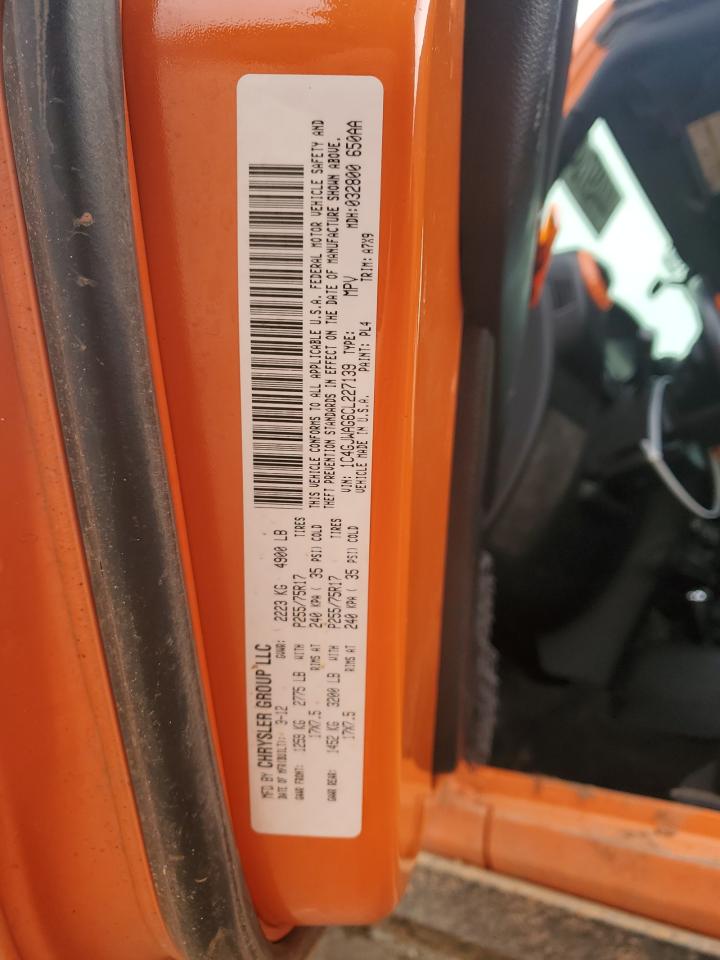 MFD BY CHRYSLER GROUP LLC
DATE OF MFR(BUILT): 3-12 GVWR: 2223 KG 4900 LB
GAWR FRONT: 1259 KG 2775 LB WITH P255/75R17 TIRES
17X7.5 RIMS AT 240 KPA ( 35 PSI) COLD
GAWR REAR: 1452 KG 3200 LB WITH P255/75R17 TIRES
17X7.5 RIMS AT 240 KPA ( 35 PSI) COLD
THIS VEHICLE CONFORMS TO ALL APPLICABLE U.S.A. FEDERAL MOTOR VEHICLE SAFETY AND
THEFT PREVENTION STANDARDS IN EFFECT ON THE DATE OF MANUFACTURE SHOWN ABOVE.
VIN: 1C4GJWAG6CL227139 TYPE: MPV MDH:032800 650AA
VEHICLE MADE IN U.S.A. PAINT: PL4 TRIM: A7X9